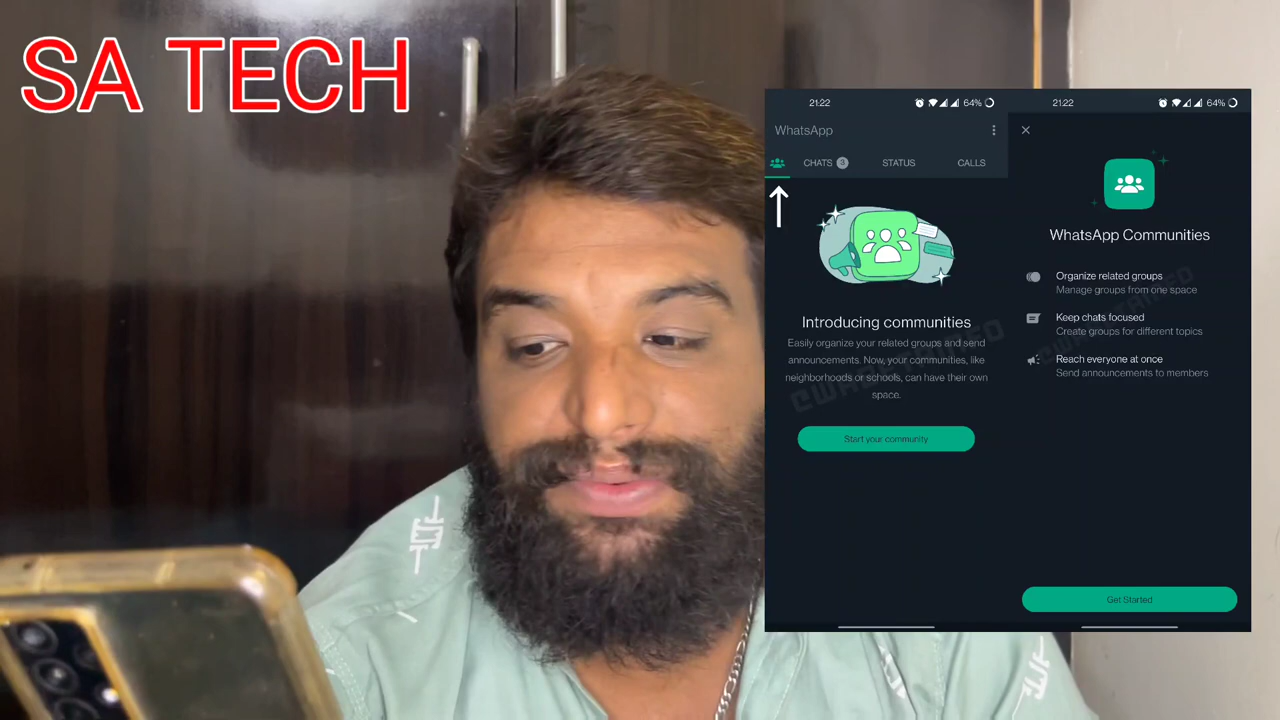 SA TECH
21:22
64%
WhatsApp
CHATS 3
STATUS
CALLS
Introducing communities
Easily organize your related groups and send
announcements. Now, your communities, like
neighborhoods or schools, can have their own
space.
Start your community
21:22
64%
WhatsApp Communities
Organize related groups
Manage groups from one space
Keep chats focused
Create groups for different topics
Reach everyone at once
Send announcements to members
Get Started